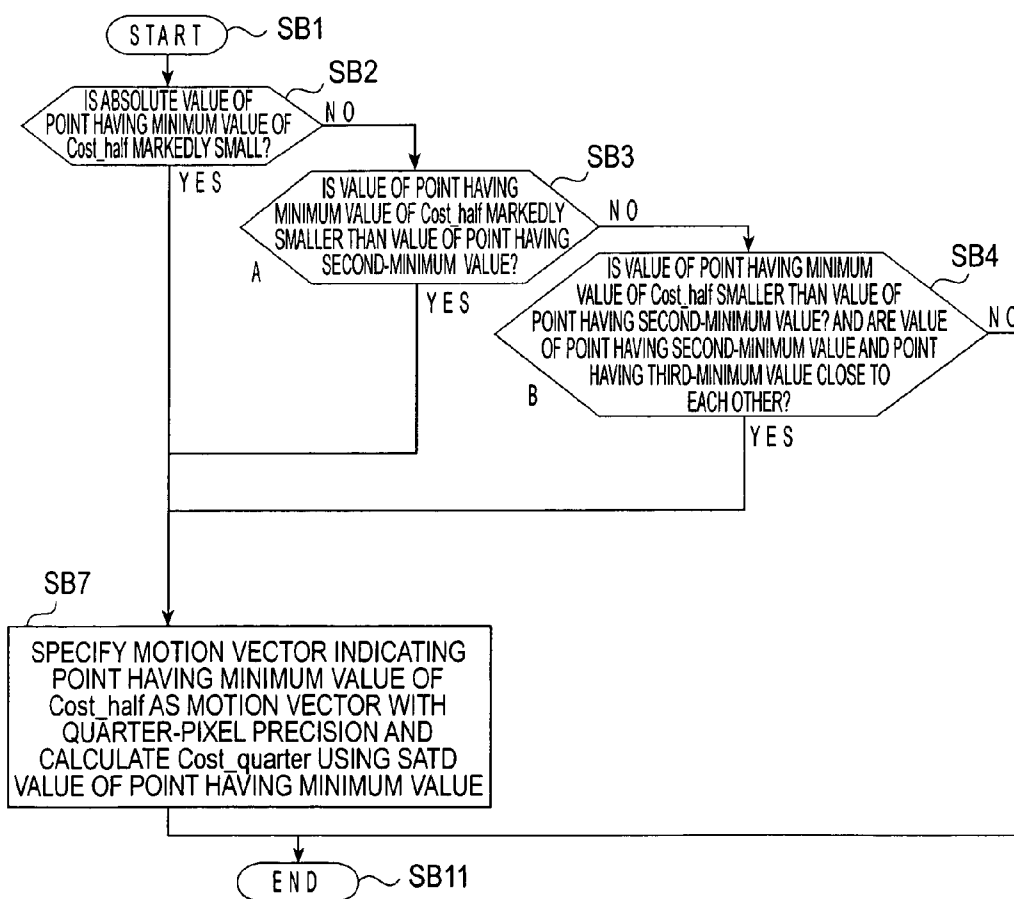 START
SB1
SB2
IS ABSOLUTE VALUE OF
POINT HAVING MINIMUM VALUE OF
Cost_half MARKEDLY SMALL?
NO
YES
SB3
IS VALUE OF POINT HAVING
MINIMUM VALUE OF Cost_half MARKEDLY
SMALLER THAN VALUE OF POINT HAVING
SECOND-MINIMUM VALUE?
A
NO
YES
SB4
IS VALUE OF POINT HAVING MINIMUM
VALUE OF Cost_half SMALLER THAN VALUE OF
POINT HAVING SECOND-MINIMUM VALUE? AND ARE VALUE
OF POINT HAVING SECOND-MINIMUM VALUE AND POINT
HAVING THIRD-MINIMUM VALUE CLOSE TO
EACH OTHER?
B
NO
YES
SB7
SPECIFY MOTION VECTOR INDICATING
POINT HAVING MINIMUM VALUE OF
Cost_half AS MOTION VECTOR WITH
QUARTER-PIXEL PRECISION AND
CALCULATE Cost_quarter USING SATD
VALUE OF POINT HAVING MINIMUM VALUE
END
SB11